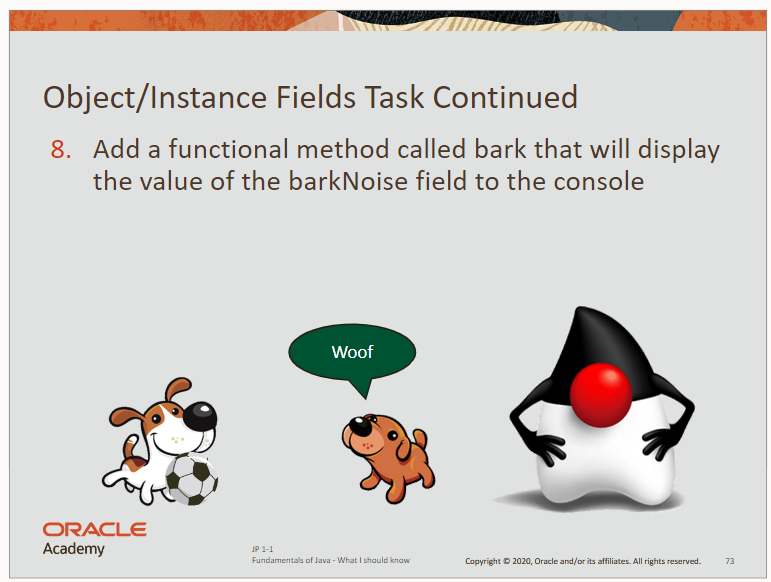 Object/Instance Fields Task Continued
8. Add a functional method called bark that will display
the value of the barkNoise field to the console
Woof
ORACLE
Academy
JP 1-1
Fundamentals of Java - What I should know
Copyright © 2020, Oracle and/or its affiliates. All rights reserved.
73